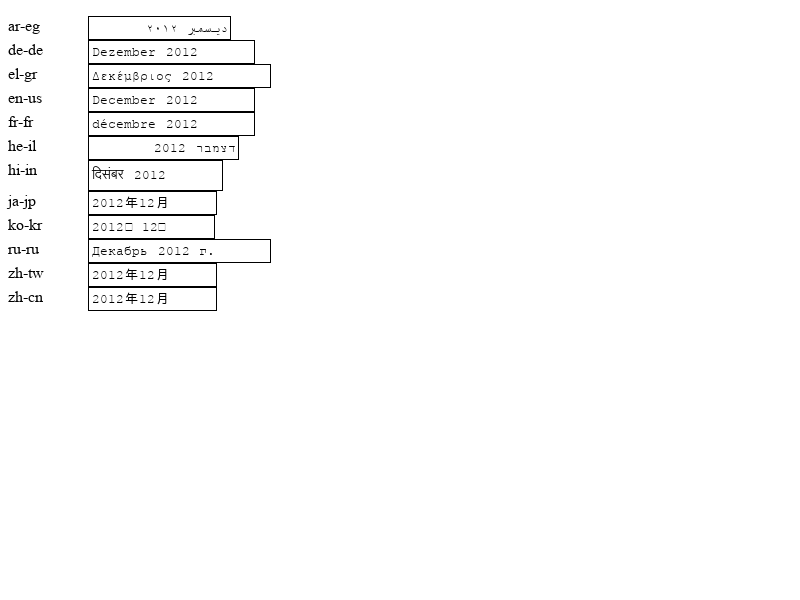 ar-eg ديسمبر ٢٠١٢
de-de Dezember 2012
el-gr Δεκέμβριος 2012
en-us December 2012
fr-fr décembre 2012
he-il דצמבר 2012
hi-in दिसंबर 2012
ja-jp 2012年12月
ko-kr 2012 12
ru-ru Декабрь 2012 ת.
zh-tw 2012年12月
zh-cn 2012年12月